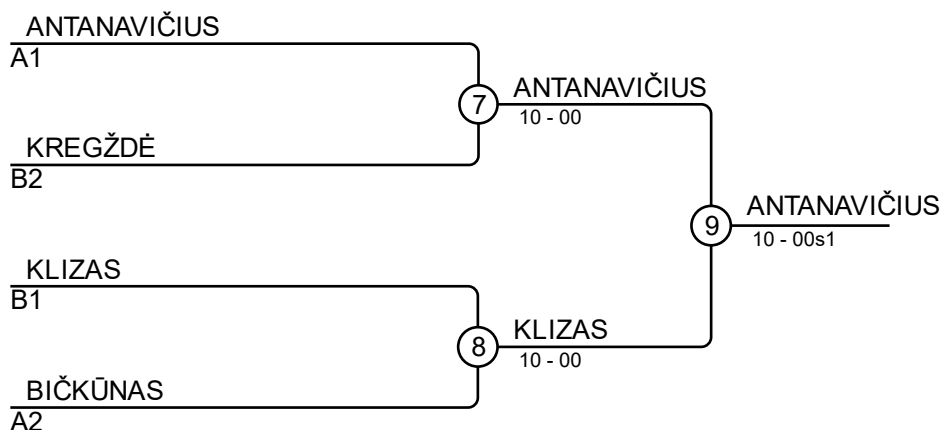 ANTANAVIČIUS
A1
7
ANTANAVIČIUS
10 - 00
KREGŽDĖ
B2
9
ANTANAVIČIUS
10 - 00s1
KLIZAS
B1
8
KLIZAS
10 - 00
BIČKŪNAS
A2